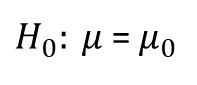 H₀: μ = μ₀